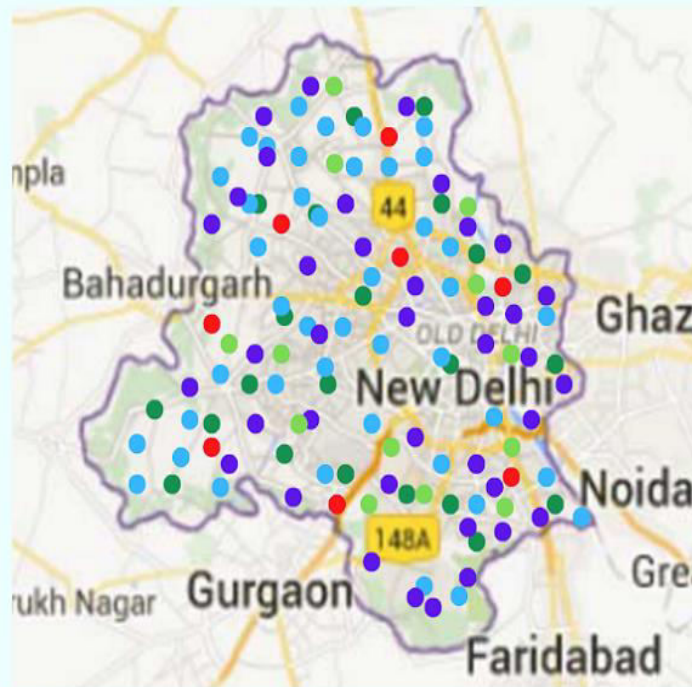 npla
44
Bahadurgarh
Ghaz
OLD DELHI
New Delhi
Noida
148A
Gre
rukh Nagar
Gurgaon
Faridabad